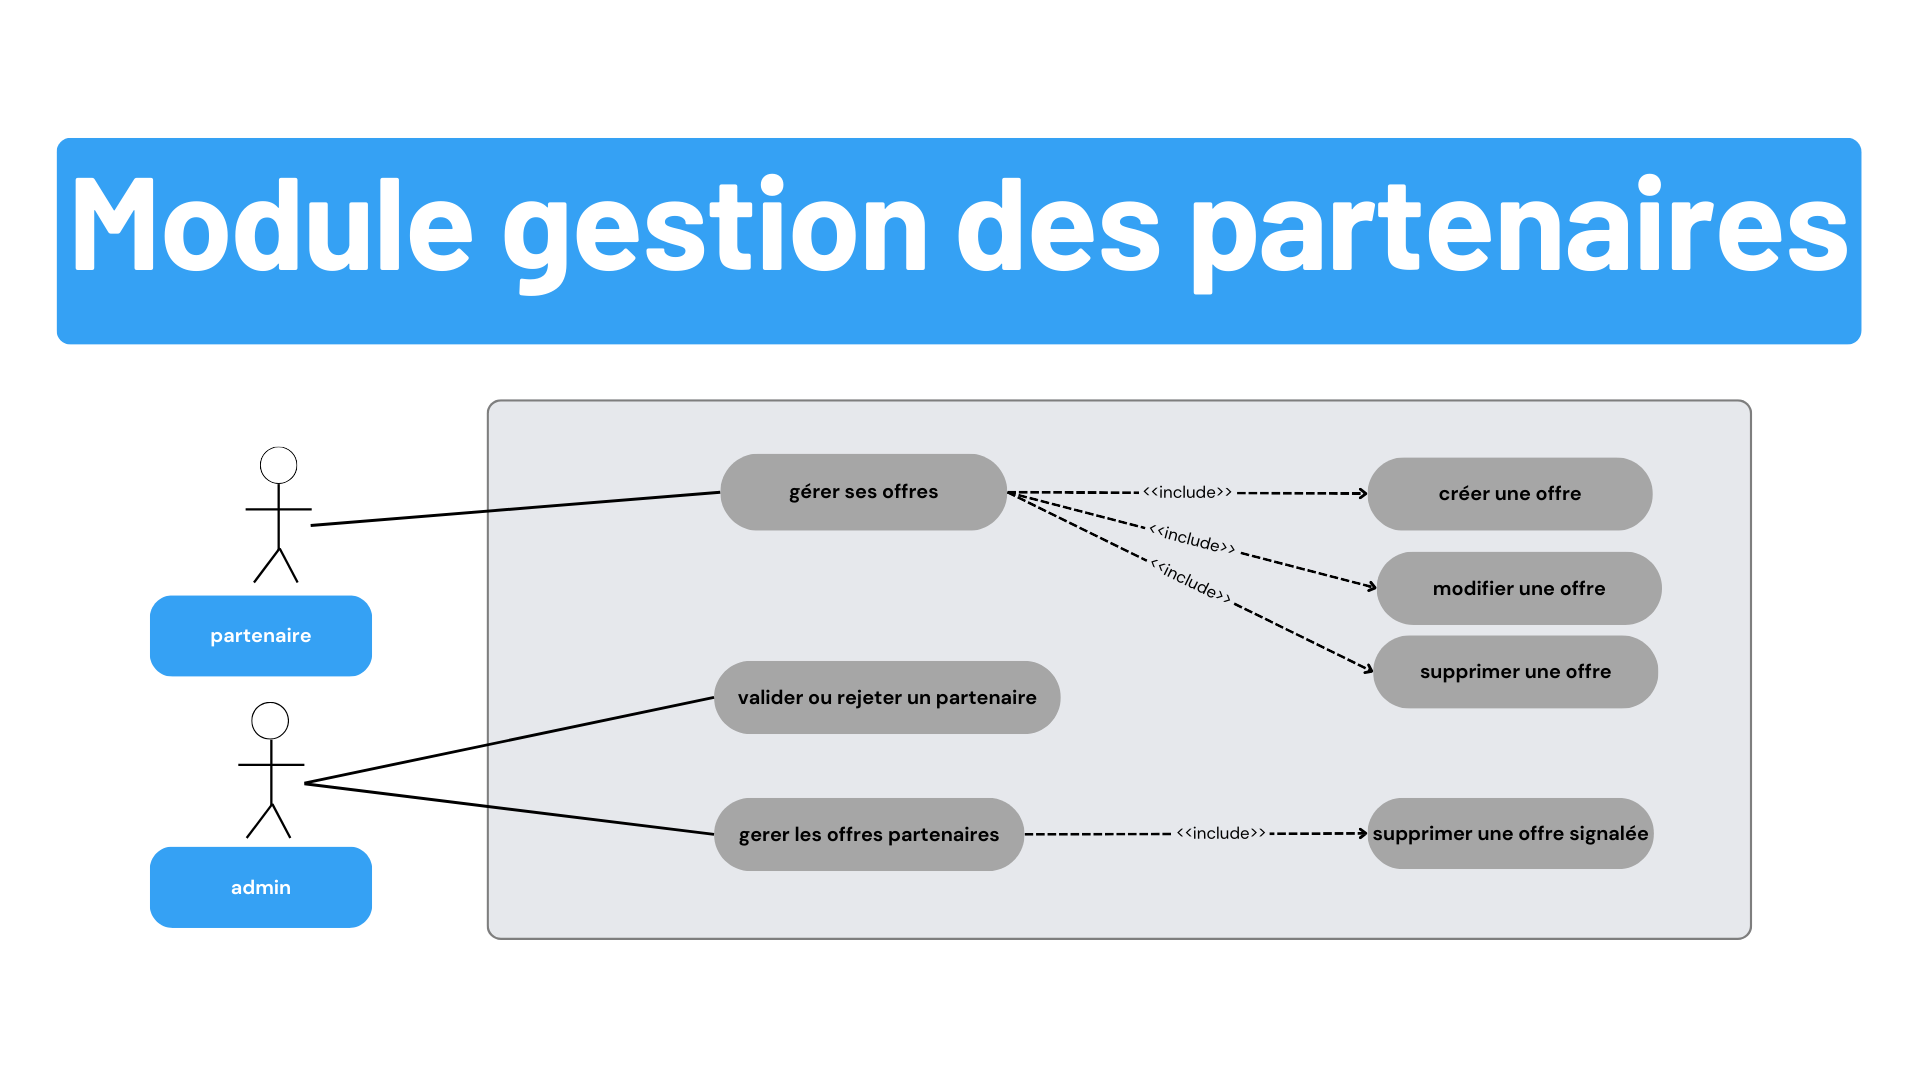 Module gestion des partenaires
gérer ses offres
<<include>>
créer une offre
<<include>>
modifier une offre
<<include>>
supprimer une offre
partenaire
valider ou rejeter un partenaire
gerer les offres partenaires
<<include>>
supprimer une offre signalée
admin